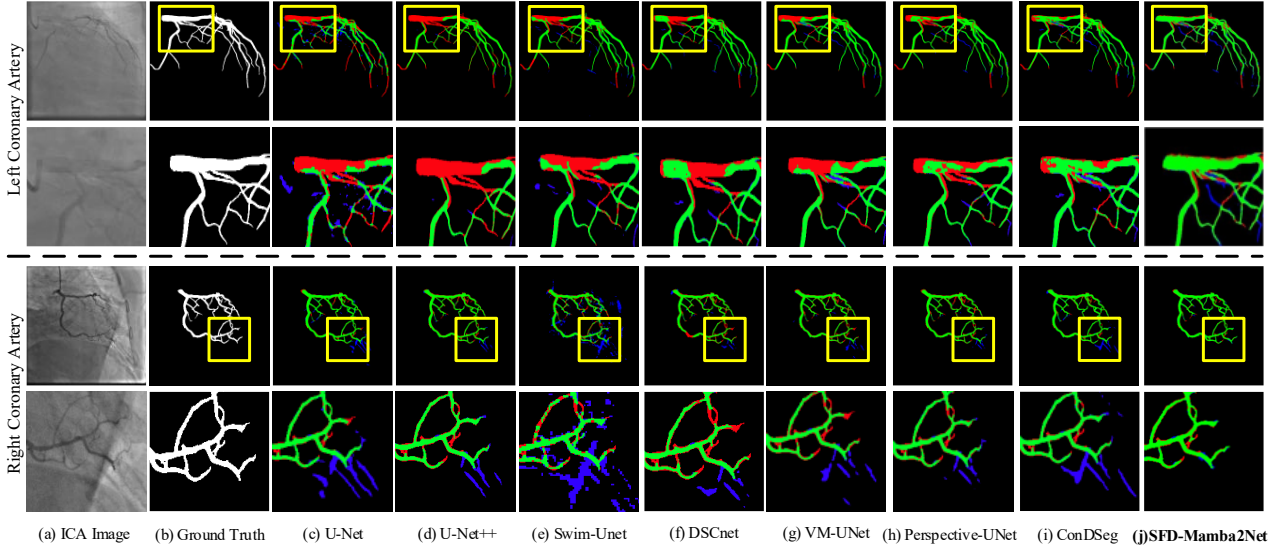 Left Coronary Artery
Right Coronary Artery
(a) ICA Image (b) Ground Truth (c) U-Net (d) U-Net++ (e) Swim-Unet (f) DSCnet (g) VM-UNet (h) Perspective-UNet (i) ConDSeg (j)SFD-Mamba2Net